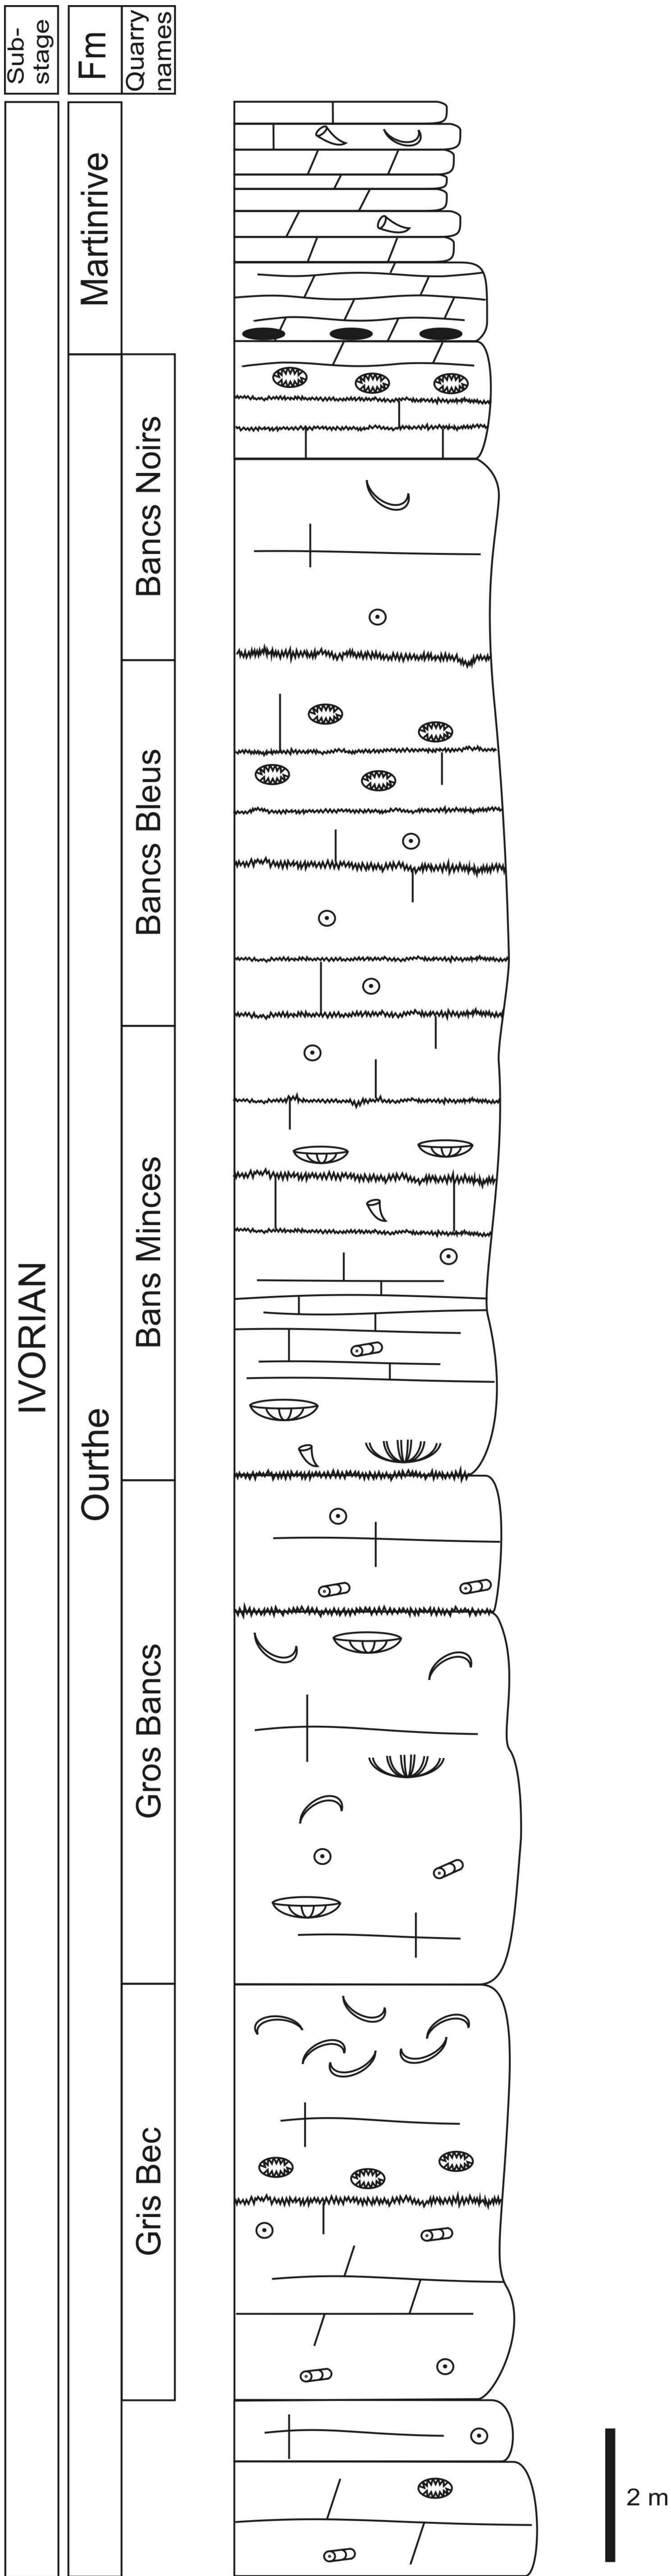 Sub-
stage
Fm
Quarry
names
IVORIAN
Martinrive
Ourthe
Bancs Noirs
Bancs Bleus
Bans Minces
Gros Bancs
Gris Bec
2 m